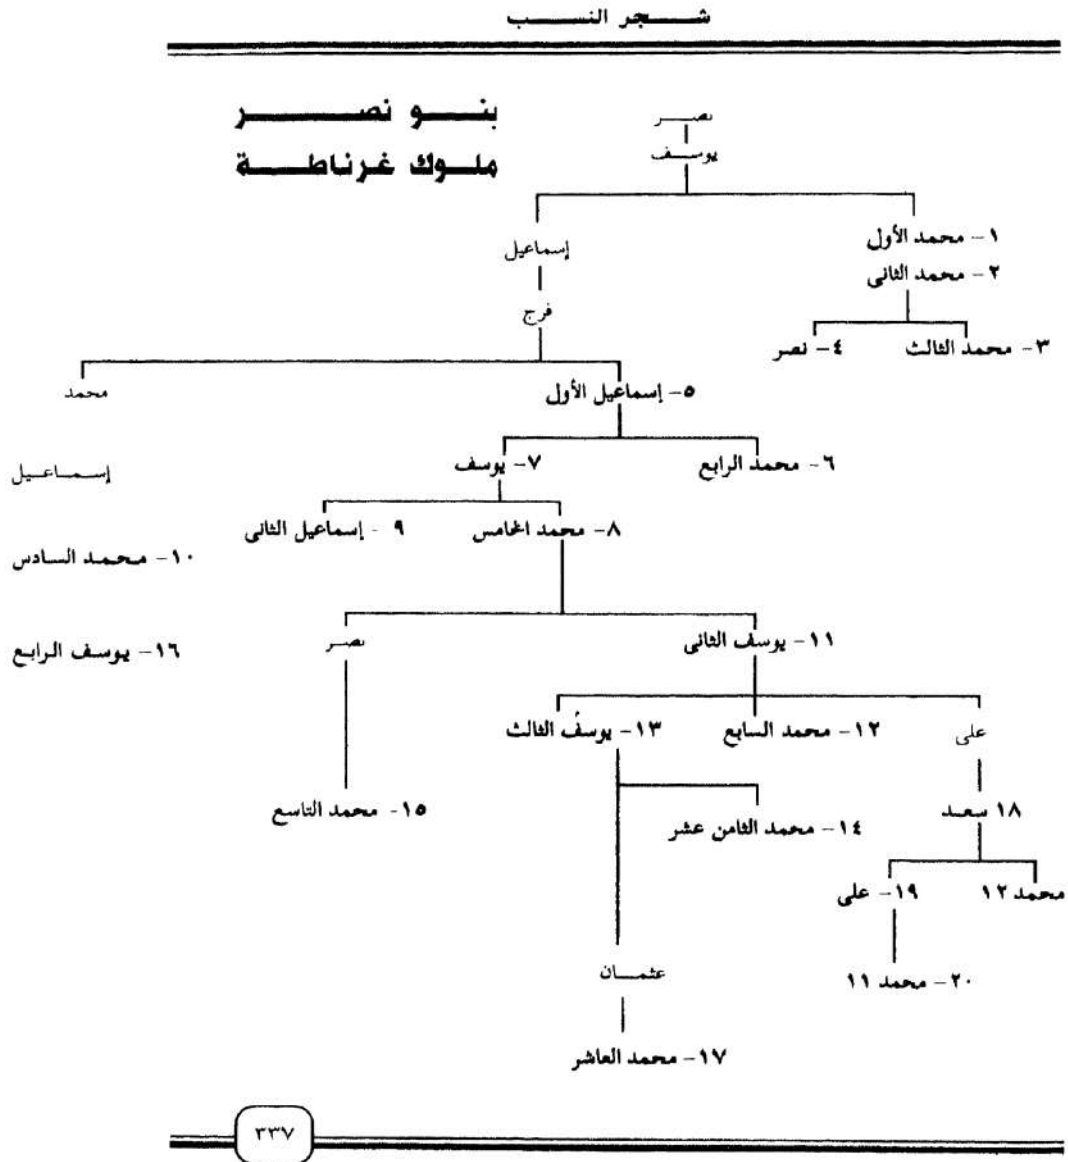 شجر النسب
بنو نصر
ملوك غرناطة
نصر
يوسف
١- محمد الأول
إسماعيل
٢- محمد الثانى
فرج
٣- محمد الثالث
٤- نصر
٥- إسماعيل الأول
محمد
٦- محمد الرابع
٧- يوسف
إسماعيل
٨- محمد الخامس
٩- إسماعيل الثانى
١٠- محمد السادس
١١- يوسف الثانى
نصر
١٦- يوسف الرابع
على
١٢- محمد السابع
١٣- يوسف الثالث
١٨ سعد
١٤- محمد الثامن عشر
١٥- محمد التاسع
محمد ١٢
١٩- على
عثمان
٢٠- محمد ١١
١٧- محمد العاشر
٣٣٧